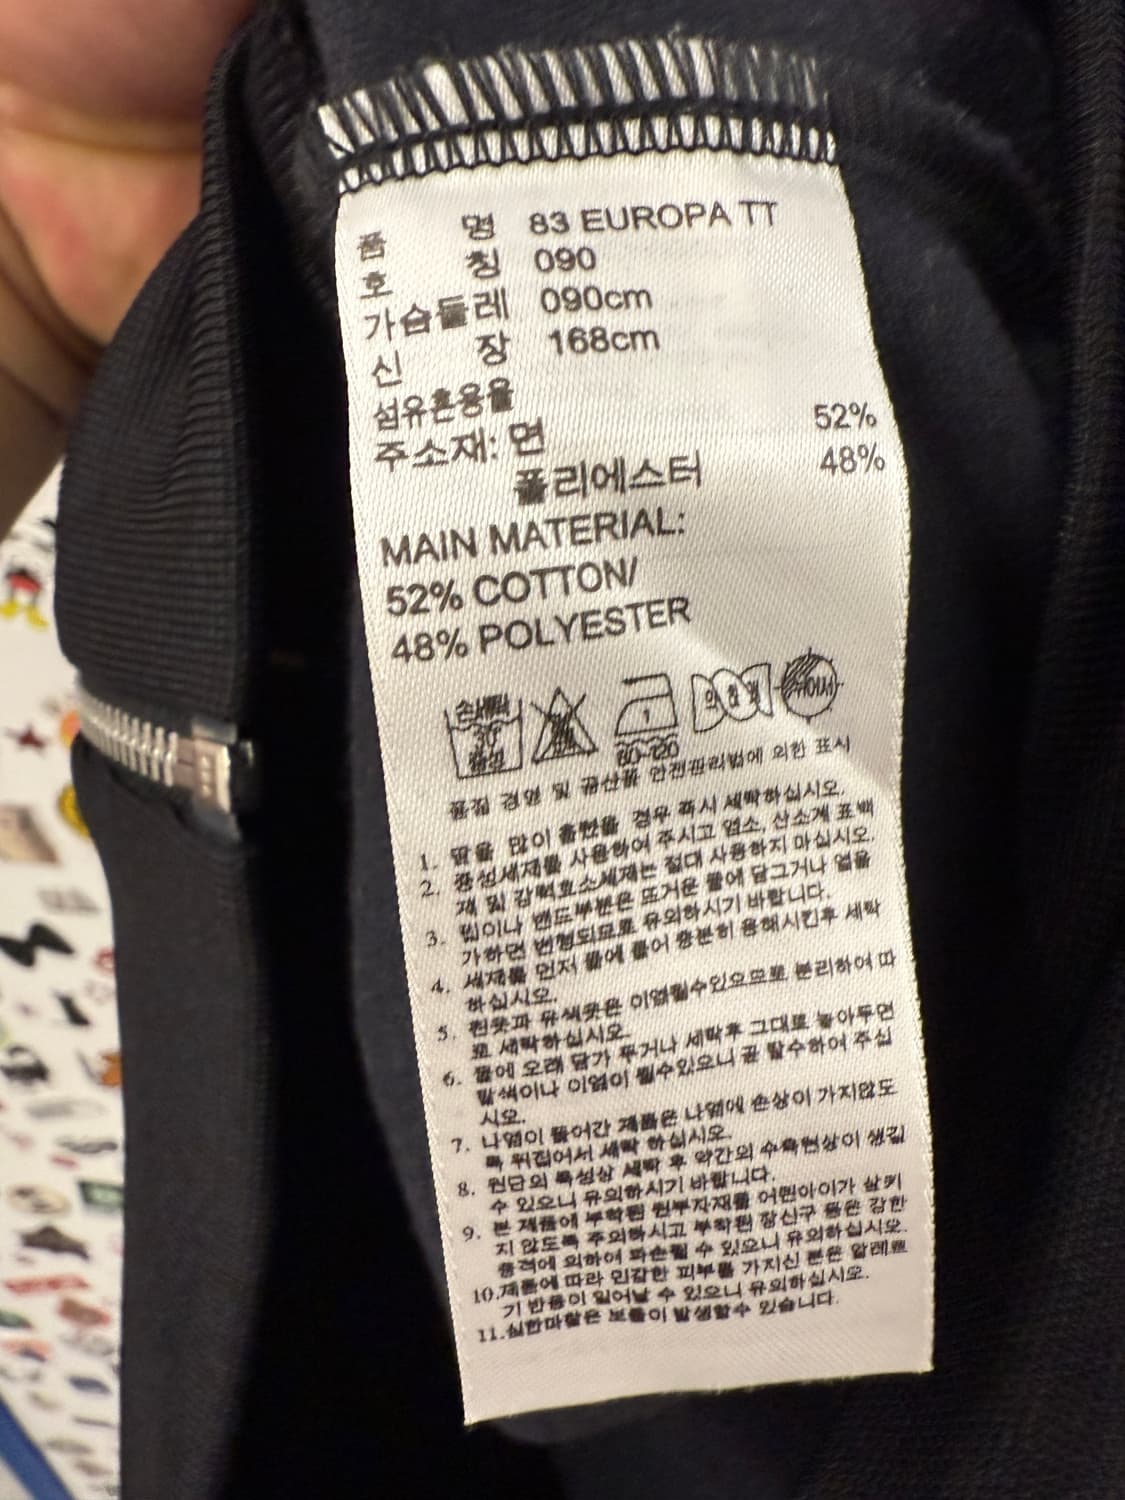 품 명 83 EUROPA TT
호 칭 090
가슴둘레 090cm
신 장 168cm
섬유혼용율
주소재: 면 52%
폴리에스터 48%
MAIN MATERIAL:
52% COTTON/
48% POLYESTER
손세탁 30 중성
1
80~120
약 하 게
드라이
품질 경영 및 공산품 안전관리법에 의한 표시
1. 땀을 많이 흘렸을 경우 즉시 세탁하십시오.
2. 중성세제를 사용하여 주시고 염소, 산소계 표백
제 및 강력효소세제는 절대 사용하지 마십시오.
3. 립이나 밴드부분은 뜨거운 물에 담그거나 열을
가하면 변형되므로 유의하시기 바랍니다.
4. 세제를 먼저 물에 풀어 충분히 용해시킨후 세탁
하십시오.
5. 흰옷과 유색옷은 이염될수있으므로 분리하여 따
로 세탁하십시오.
6. 물에 오래 담가 두거나 세탁후 그대로 놓아두면
탈색이나 이염이 될수있으니 곧 탈수하여 주십
시오.
7. 나염이 들어간 제품은 나염에 손상이 가지않도
록 뒤집어서 세탁 하십시오.
8. 원단의 특성상 세탁 후 약간의 수축현상이 생길
수 있으니 유의하시기 바랍니다.
9. 본 제품에 부착된 원부자재를 어린아이가 삼키
지 않도록 주의하시고 부착된 장신구 등은 강한
충격에 의하여 파손될 수 있으니 유의하십시오.
10.제품에 따라 민감한 피부를 가지신 분은 알레르
기 반응이 일어날 수 있으니 유의하십시오.
11.심한마찰은 보풀이 발생할수 있습니다.